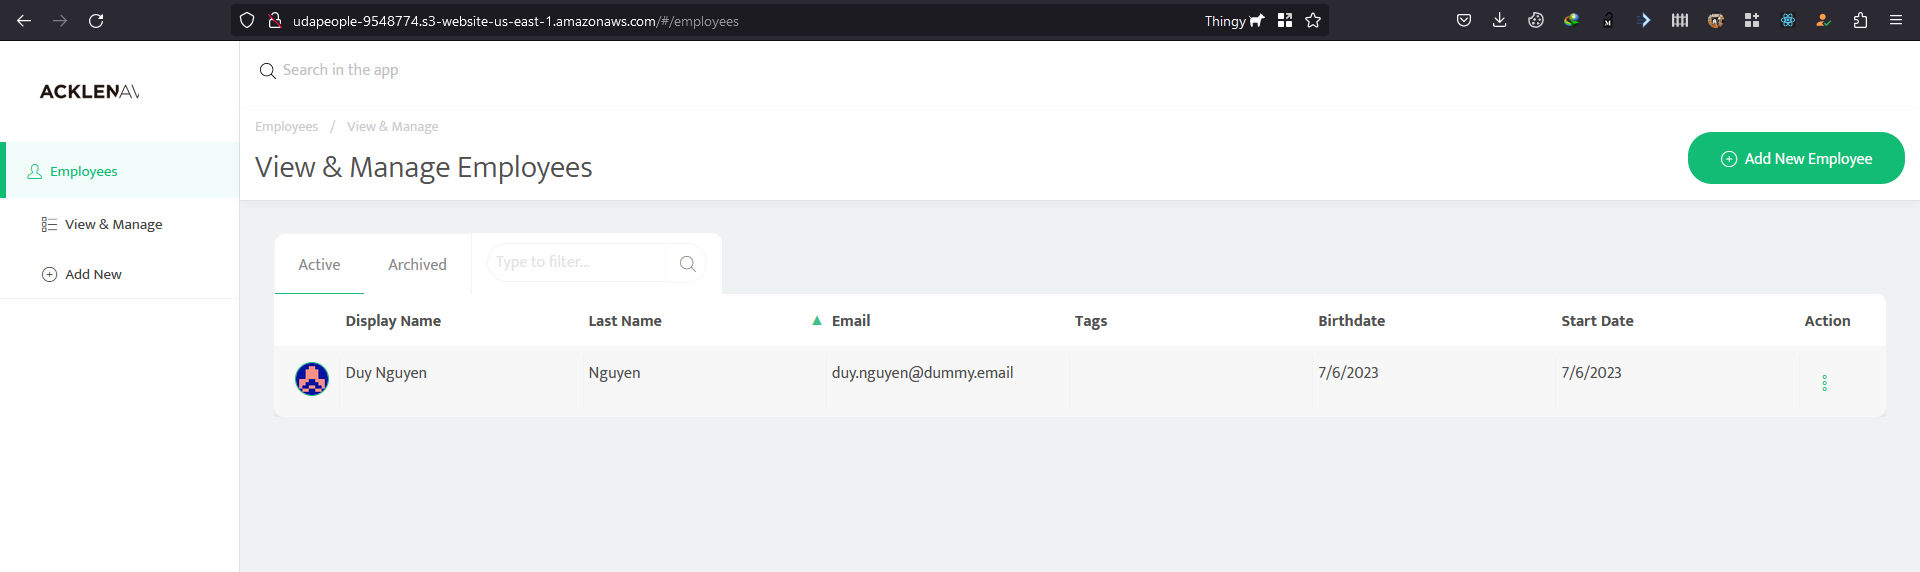 udapeople-9548774.s3-website-us-east-1.amazonaws.com/#/employees
Thingy
ACKLENAV
Search in the app
Employees / View & Manage
View & Manage Employees
Add New Employee
Employees
View & Manage
Add New
Active Archived Type to filter...
Display Name Last Name Email Tags Birthdate Start Date Action
Duy Nguyen Nguyen duy.nguyen@dummy.email 7/6/2023 7/6/2023